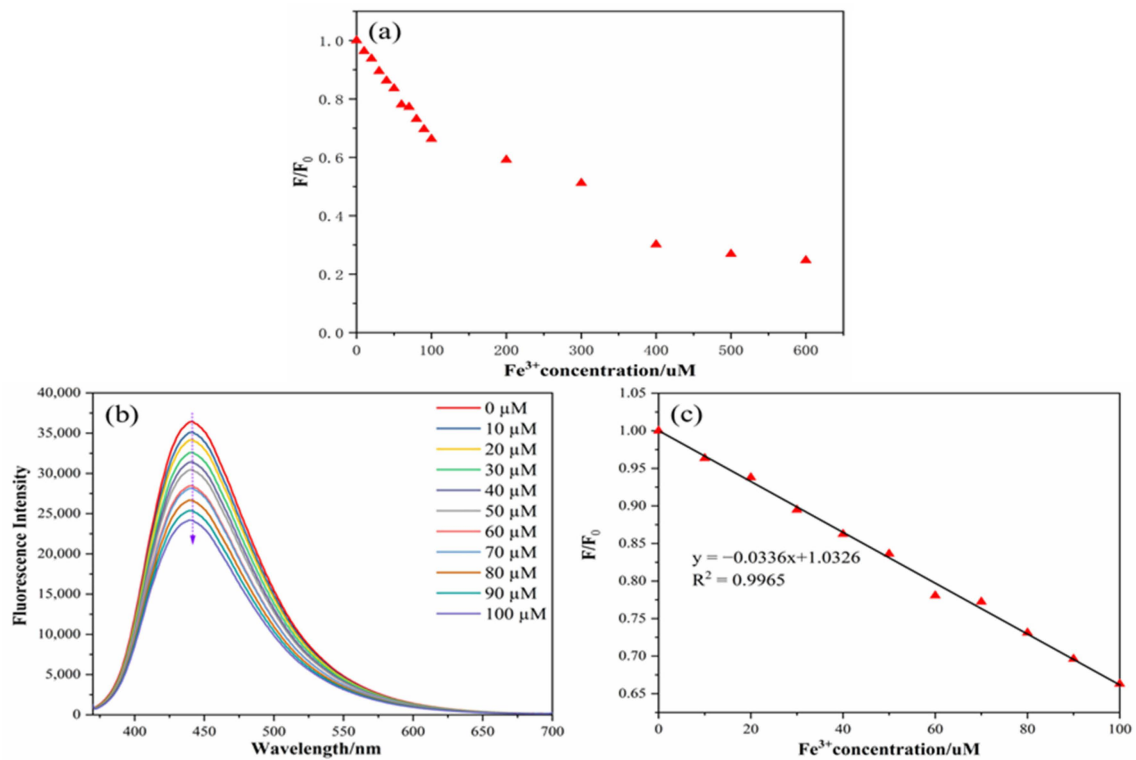 (a)
1.0
0.8
0.6
0.4
0.2
0.0
F/F₀
0 100 200 300 400 500 600
Fe³⁺concentration/uM
(b)
40,000
35,000
30,000
25,000
20,000
15,000
10,000
5,000
0
Fluorescence Intensity
0 μM
10 μM
20 μM
30 μM
40 μM
50 μM
60 μM
70 μM
80 μM
90 μM
100 μM
400 450 500 550 600 650 700
Wavelength/nm
(c)
1.05
1.00
0.95
0.90
0.85
0.80
0.75
0.70
0.65
F/F₀
y = −0.0336x+1.0326
R² = 0.9965
0 20 40 60 80 100
Fe³⁺concentration/uM